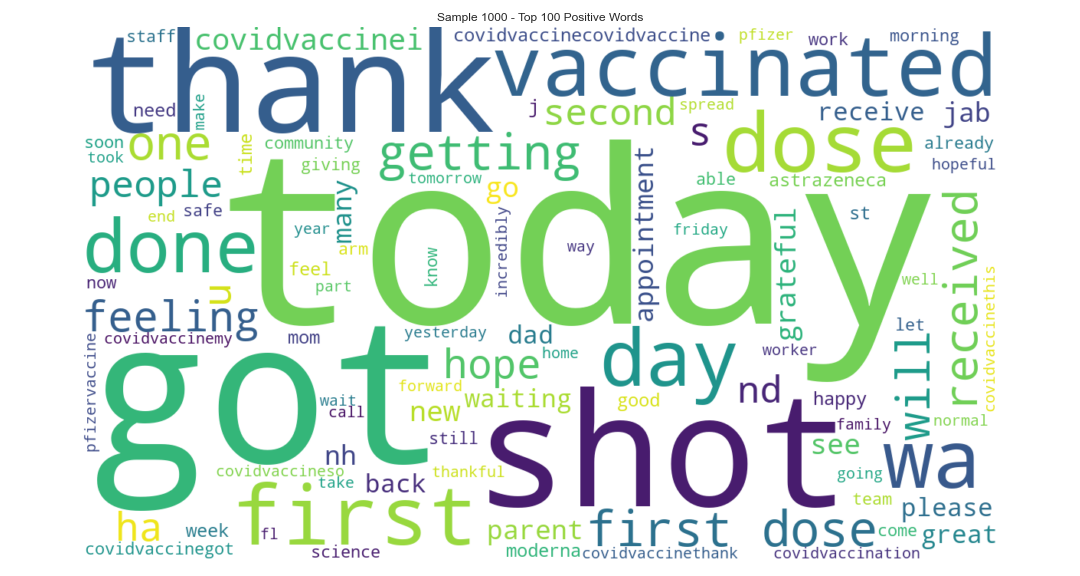 Sample 1000 - Top 100 Positive Words
staff
covidvaccinei
thank
covidvaccinecovidvaccine
pfizer
work
morning
vaccinated
need
make
j
second
spread
receive
jab
s
dose
already
soon
took
one
time
community
giving
getting
tomorrow
go
able
astrazeneca
hopeful
people
many
today
appointment
end
safe
year
arm
done
feel
part
know
incredibly
way
friday
grateful
st
received
well
now
u
feeling
covidvaccinemy
mom
yesterday
dad
home
hope
day
worker
let
will
covidvaccinethis
pfizervaccine
got
wait
call
forward
new
waiting
good
nd
happy
family
normal
shot
still
see
wa
nh
covidvaccineso
take
back
thankful
going
team
please
ha
week
first
fl
science
parent
moderna
first
covidvaccinethank
dose
covidvaccination
come
great
covidvaccinegot